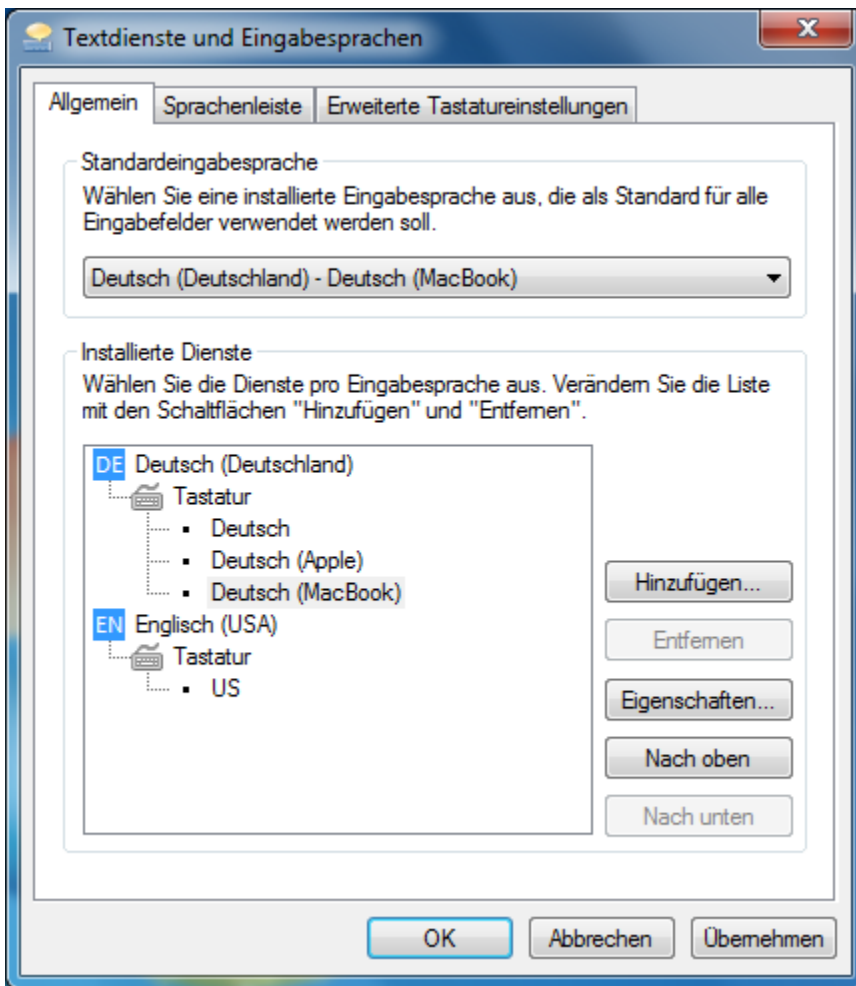 Textdienste und Eingabesprachen
Allgemein Sprachenleiste Erweiterte Tastatureinstellungen
Standardeingabesprache
Wählen Sie eine installierte Eingabesprache aus, die als Standard für alle
Eingabefelder verwendet werden soll.
Deutsch (Deutschland) - Deutsch (MacBook)
Installierte Dienste
Wählen Sie die Dienste pro Eingabesprache aus. Verändern Sie die Liste
mit den Schaltflächen "Hinzufügen" und "Entfernen".
DE Deutsch (Deutschland)
Tastatur
Deutsch
Deutsch (Apple)
Deutsch (MacBook)
EN Englisch (USA)
Tastatur
US
Hinzufügen...
Entfernen
Eigenschaften...
Nach oben
Nach unten
OK Abbrechen Übernehmen